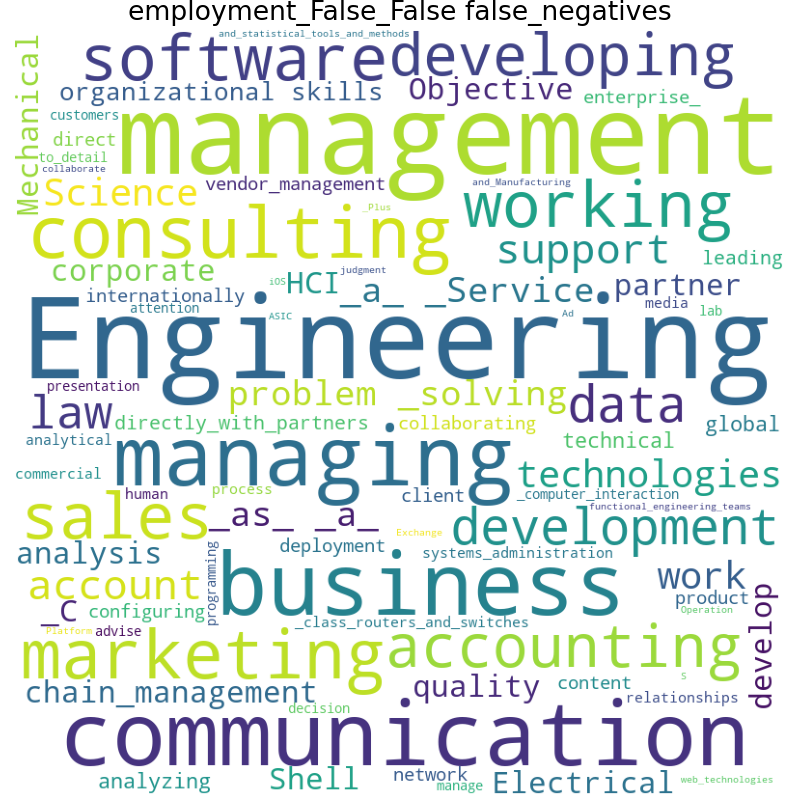 employment_False_False false_negatives
and_statistical_tools_and_methods
software
developing
Mechanical
organizational skills
Objective
enterprise_
customers
management
direct
to_detail
collaborate
Science
vendor_management
and_Manufacturing
_Plus
working
consulting
support
leading
corporate
iOS
HCI
judgment
_a_ _Service
partner
internationally
attention
media
lab
ASIC
Ad
Engineering
presentation
problem _solving
data
law
directly_with_partners
collaborating
global
analytical
managing
technical
commercial
technologies
human
process
client
_computer_interaction
sales
_as_ _a_
functional_engineering_teams
Exchange
development
analysis
deployment
systems_administration
programming
account
business
work
_C
configuring
product
Operation
Platform
advise
_class_routers_and_switches
develop
marketing
accounting
s
chain_management
quality
content
relationships
decision
communication
analyzing
Shell
network
manage
Electrical
web_technologies